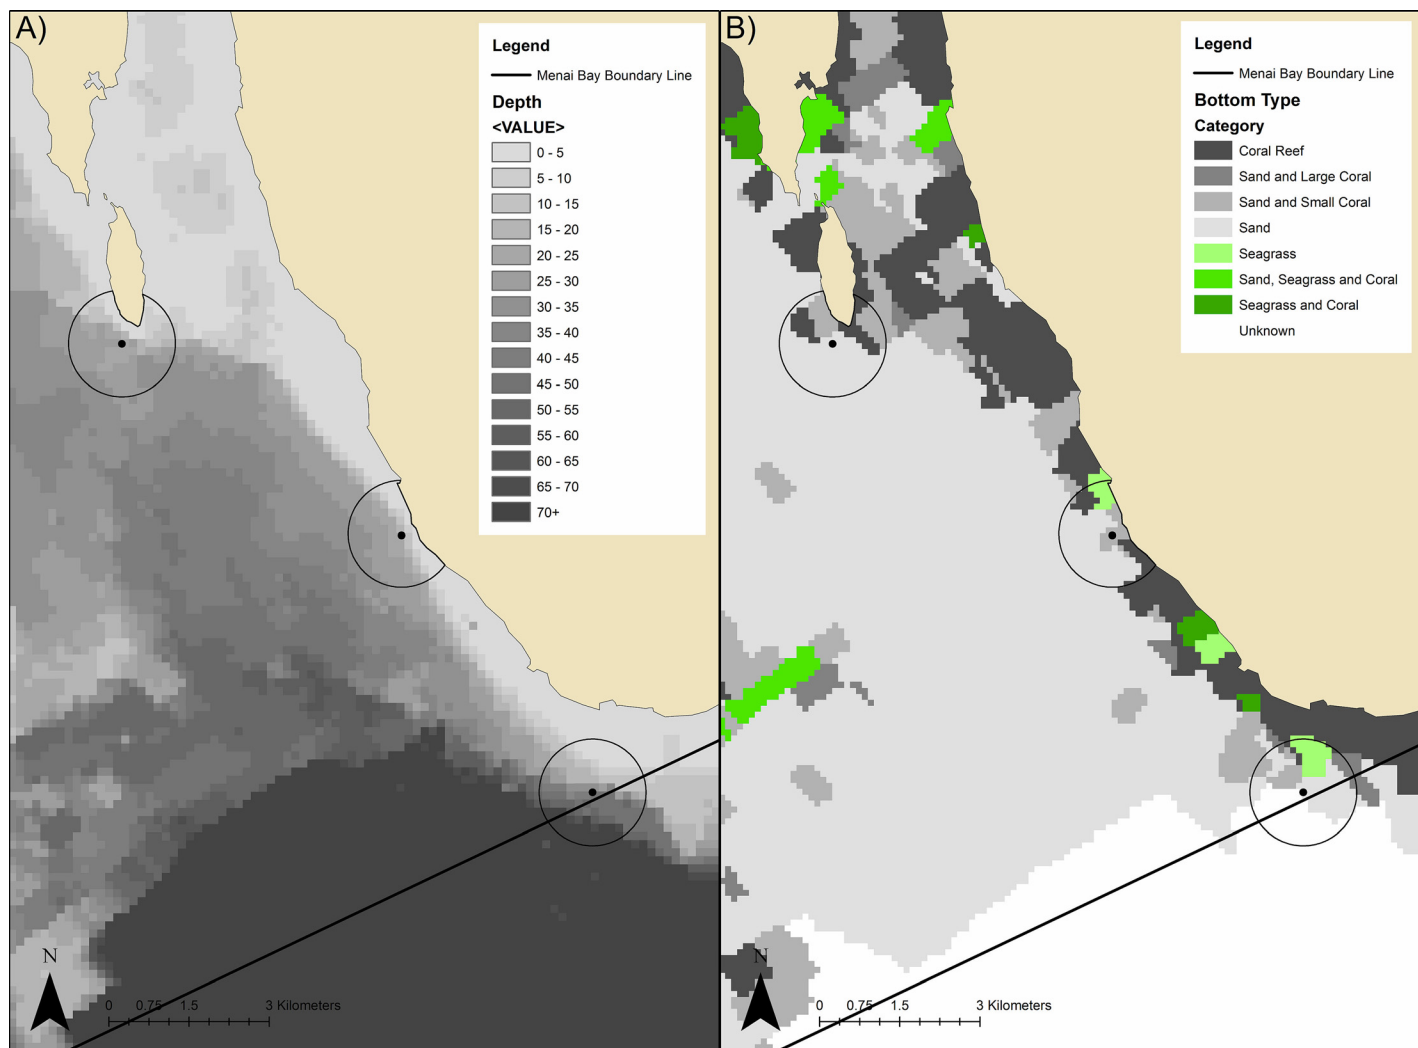 A)
Legend
Menai Bay Boundary Line
Depth
<VALUE>
0 - 5
5 - 10
10 - 15
15 - 20
20 - 25
25 - 30
30 - 35
35 - 40
40 - 45
45 - 50
50 - 55
55 - 60
60 - 65
65 - 70
70+
N
0 0.75 1.5 3 Kilometers
B)
Legend
Menai Bay Boundary Line
Bottom Type
Category
Coral Reef
Sand and Large Coral
Sand and Small Coral
Sand
Seagrass
Sand, Seagrass and Coral
Seagrass and Coral
Unknown
N
0 0.75 1.5 3 Kilometers